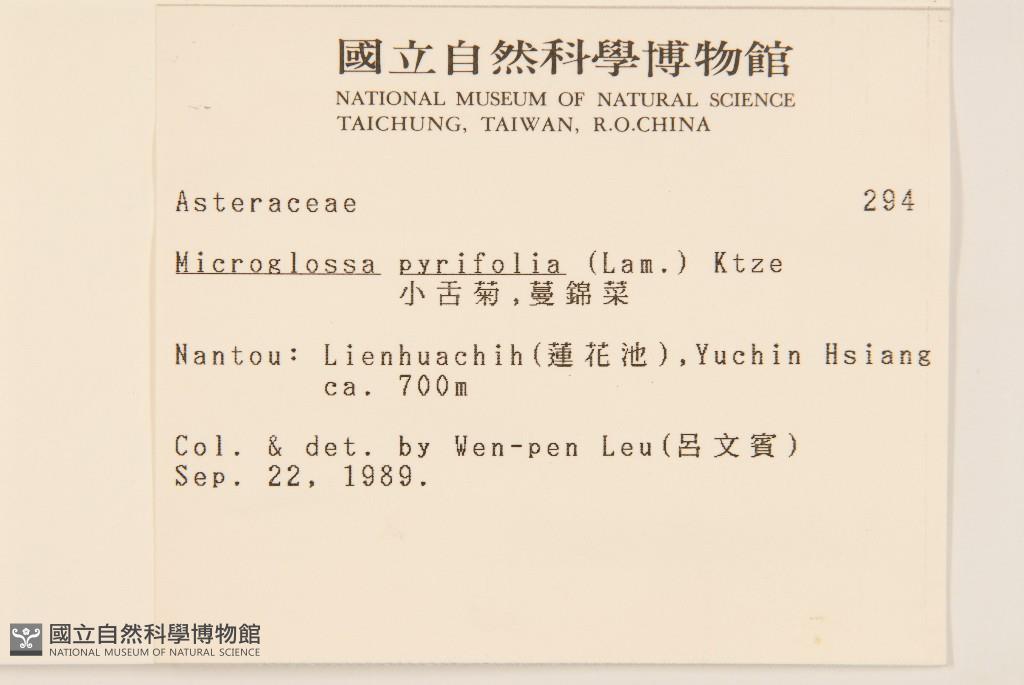 國立自然科學博物館
NATIONAL MUSEUM OF NATURAL SCIENCE
TAICHUNG, TAIWAN, R.O.CHINA
Asteraceae 294
Microglossa pyrifolia (Lam.) Ktze
小舌菊,蔓錦菜
Nantou: Lienhuachih(蓮花池),Yuchin Hsiang
ca. 700m
Col. & det. by Wen-pen Leu(呂文賓)
Sep. 22, 1989.
國立自然科學博物館
NATIONAL MUSEUM OF NATURAL SCIENCE